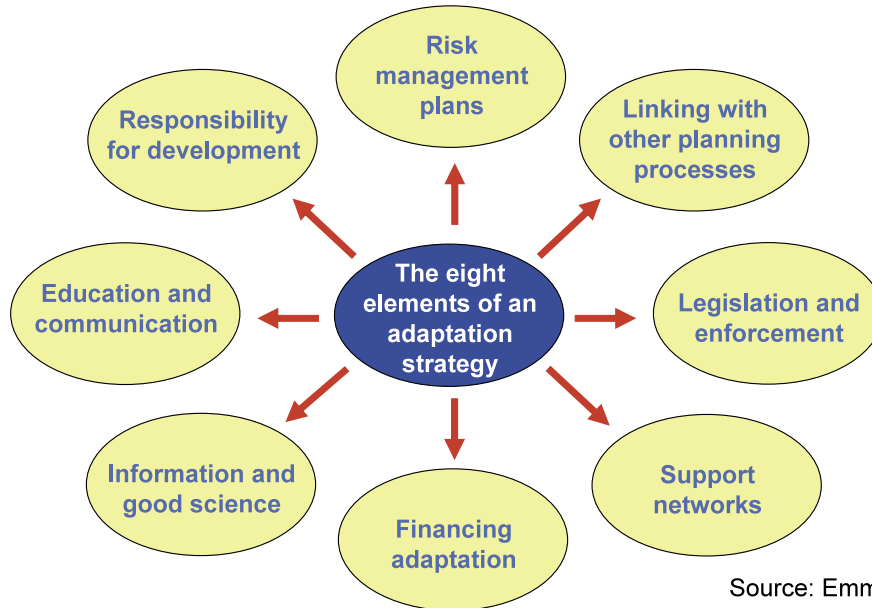 Risk
management
plans
Linking with
other planning
processes
Legislation and
enforcement
Support
networks
Financing
adaptation
Information and
good science
Education and
communication
Responsibility
for development
The eight
elements of an
adaptation
strategy
Source: Emm